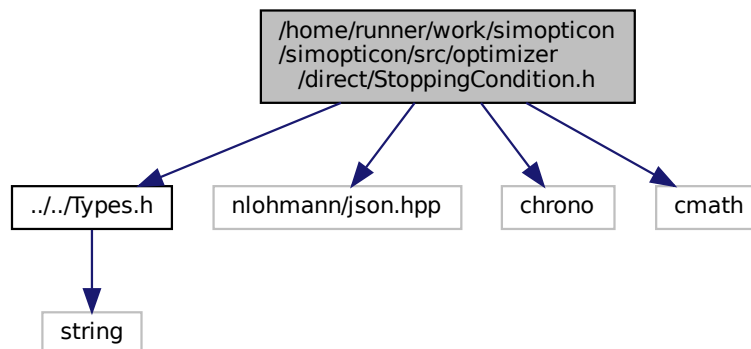 /home/runner/work/simopticon
/simopticon/src/optimizer
/direct/StoppingCondition.h
../../Types.h
nlohmann/json.hpp
chrono
cmath
string